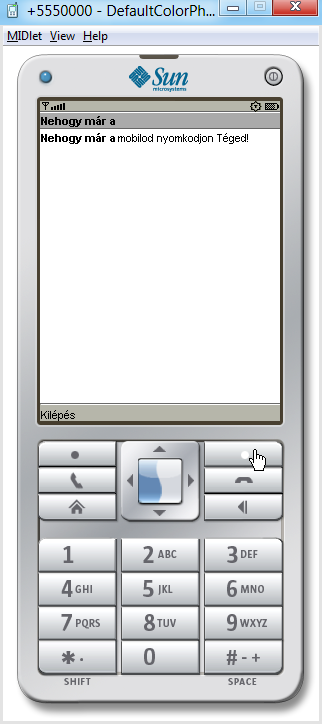 +5550000 - DefaultColorPh...
MIDlet View Help
Sun
microsystems
Nehogy már a
Nehogy már a mobilod nyomkodjon Téged!
Kilépés
1 2 ABC 3 DEF
4 GHI 5 JKL 6 MNO
7 PQRS 8 TUV 9 WXYZ
* . 0 # - +
SHIFT SPACE